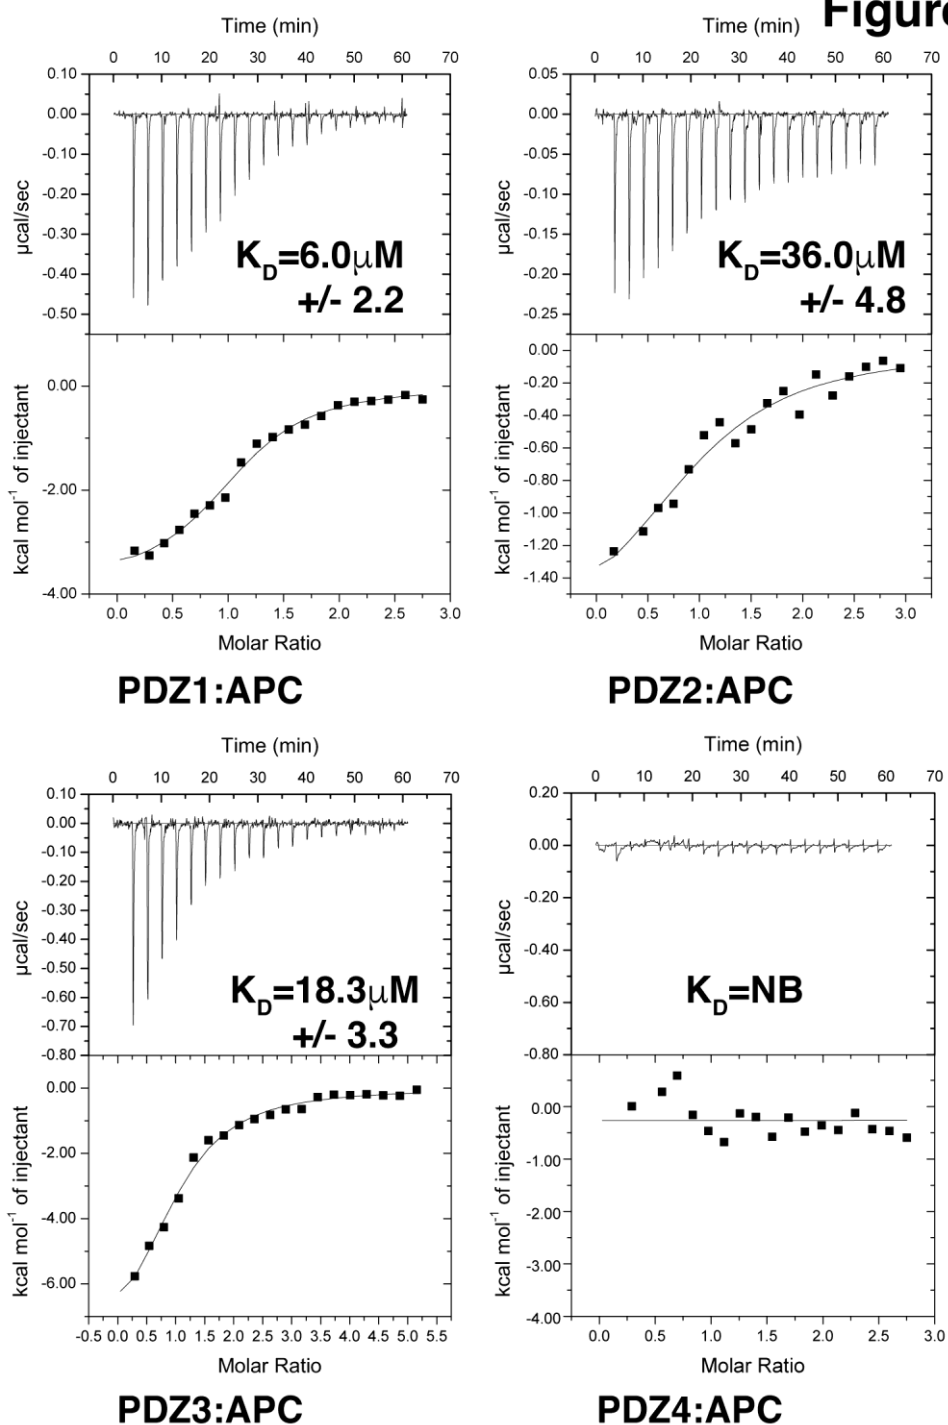 Figure
Time (min)
0 10 20 30 40 50 60 70
0.10
0.00
-0.10
-0.20
-0.30
-0.40
-0.50
µcal/sec
K_D=6.0µM
+/- 2.2
0.00
-2.00
-4.00
kcal mol⁻¹ of injectant
0.0 0.5 1.0 1.5 2.0 2.5 3.0
Molar Ratio
PDZ1:APC
Time (min)
0 10 20 30 40 50 60 70
0.05
0.00
-0.05
-0.10
-0.15
-0.20
-0.25
µcal/sec
K_D=36.0µM
+/- 4.8
0.00
-0.20
-0.40
-0.60
-0.80
-1.00
-1.20
-1.40
kcal mol⁻¹ of injectant
0.0 0.5 1.0 1.5 2.0 2.5 3.0
Molar Ratio
PDZ2:APC
Time (min)
0 10 20 30 40 50 60 70
0.10
0.00
-0.10
-0.20
-0.30
-0.40
-0.50
-0.60
-0.70
-0.80
µcal/sec
K_D=18.3µM
+/- 3.3
0.00
-2.00
-4.00
-6.00
kcal mol⁻¹ of injectant
-0.5 0.0 0.5 1.0 1.5 2.0 2.5 3.0 3.5 4.0 4.5 5.0 5.5
Molar Ratio
PDZ3:APC
Time (min)
0 10 20 30 40 50 60 70
0.20
0.00
-0.20
-0.40
-0.60
-0.80
µcal/sec
K_D=NB
0.00
-1.00
-2.00
-3.00
-4.00
kcal mol⁻¹ of injectant
0.0 0.5 1.0 1.5 2.0 2.5 3.0
Molar Ratio
PDZ4:APC